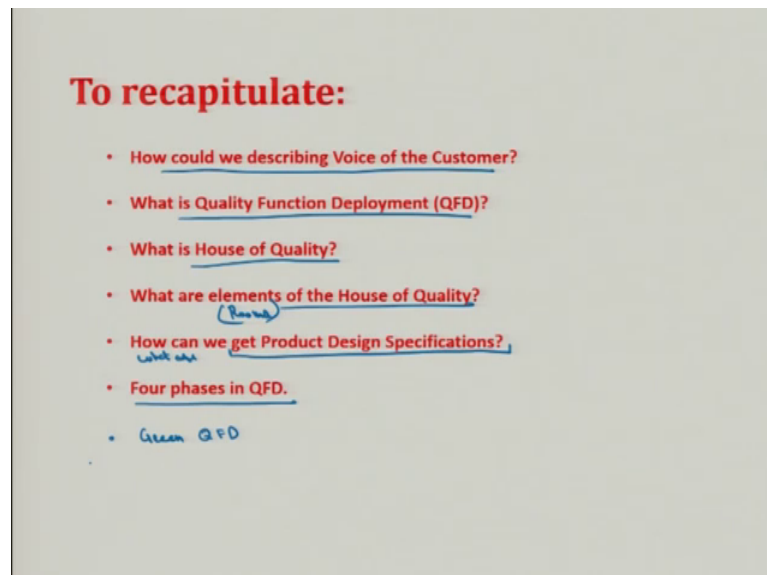 To recapitulate:
• How could we describing Voice of the Customer?
• What is Quality Function Deployment (QFD)?
• What is House of Quality?
• What are elements of the House of Quality?
(Rooms)
• How can we get Product Design Specifications?
what are
• Four phases in QFD.
• Green QFD